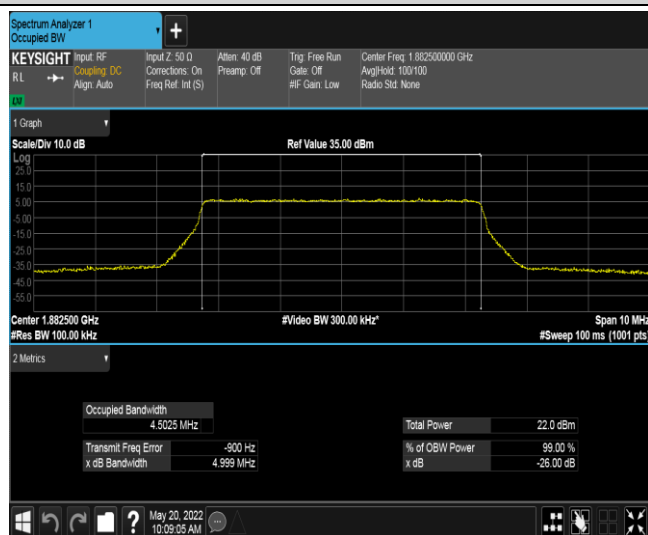 Spectrum Analyzer 1
Occupied BW
+
KEYSIGHT
RL
LXI
Input: RF
Coupling: DC
Align: Auto
Input Z: 50 Ω
Corrections: On
Freq Ref: Int (S)
Atten: 40 dB
Preamp: Off
Trig: Free Run
Gate: Off
#IF Gain: Low
Center Freq: 1.882500000 GHz
Avg|Hold: 100/100
Radio Std: None
1 Graph
Scale/Div 10.0 dB
Ref Value 35.00 dBm
Log
25.0
15.0
5.00
-5.00
-15.0
-25.0
-35.0
-45.0
-55.0
Center 1.882500 GHz
#Video BW 300.00 kHz*
Span 10 MHz
#Res BW 100.00 kHz
#Sweep 100 ms (1001 pts)
2 Metrics
Occupied Bandwidth
4.5025 MHz
Total Power 22.0 dBm
Transmit Freq Error -900 Hz
% of OBW Power 99.00 %
x dB Bandwidth 4.999 MHz
x dB -26.00 dB
?
May 20, 2022
10:09:05 AM